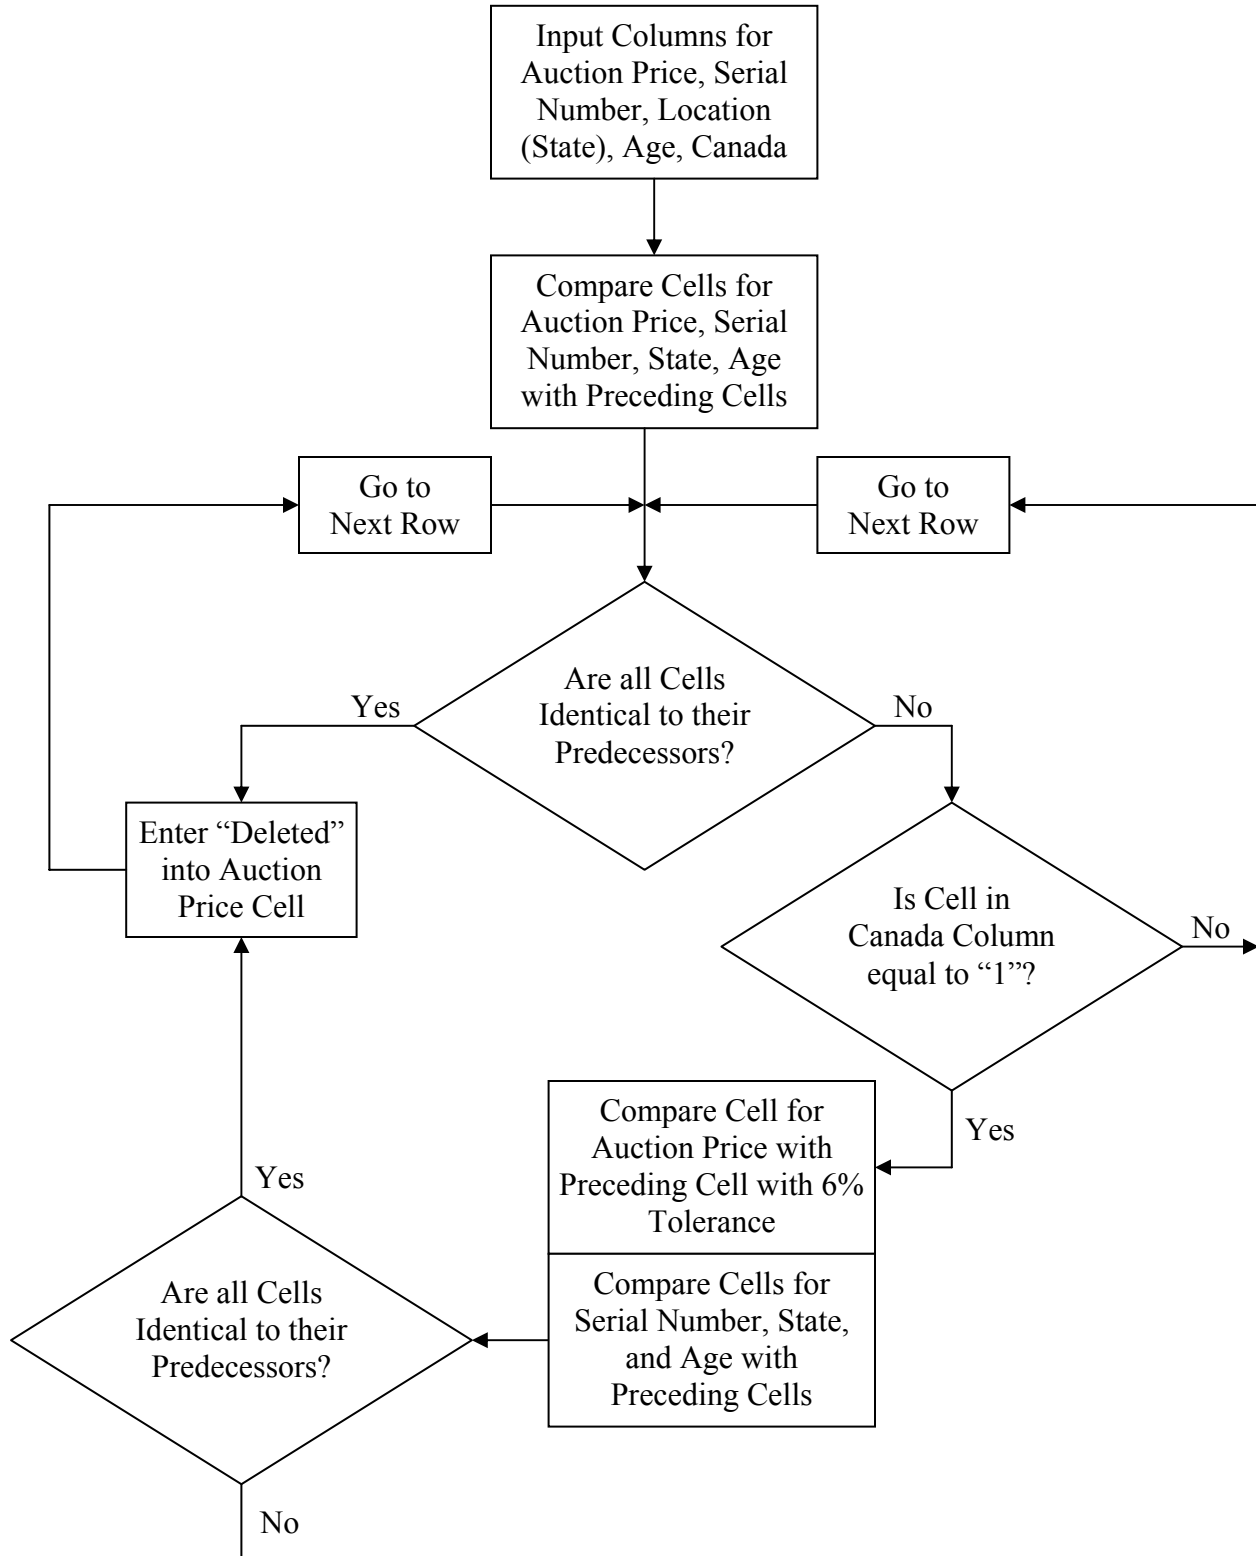 Input Columns for
Auction Price, Serial
Number, Location
(State), Age, Canada
Compare Cells for
Auction Price, Serial
Number, State, Age
with Preceding Cells
Go to
Next Row
Go to
Next Row
Are all Cells
Identical to their
Predecessors?
Yes
No
Enter “Deleted”
into Auction
Price Cell
Is Cell in
Canada Column
equal to “1”?
No
Yes
Compare Cell for
Auction Price with
Preceding Cell with 6%
Tolerance
Compare Cells for
Serial Number, State,
and Age with
Preceding Cells
Yes
Are all Cells
Identical to their
Predecessors?
No